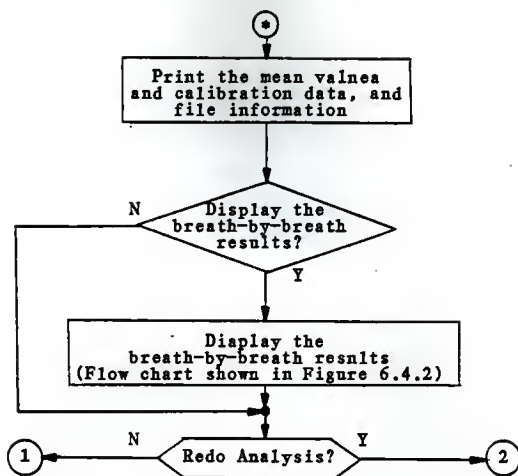 *
Print the mean valnea
and calibration data, and
file information
N
Display the
breath-by-breath
results?
Y
Display the
breath-by-breath resnlts
(Flow chart shown in Figure 6.4.2)
1
N
Redo Analysis?
Y
2